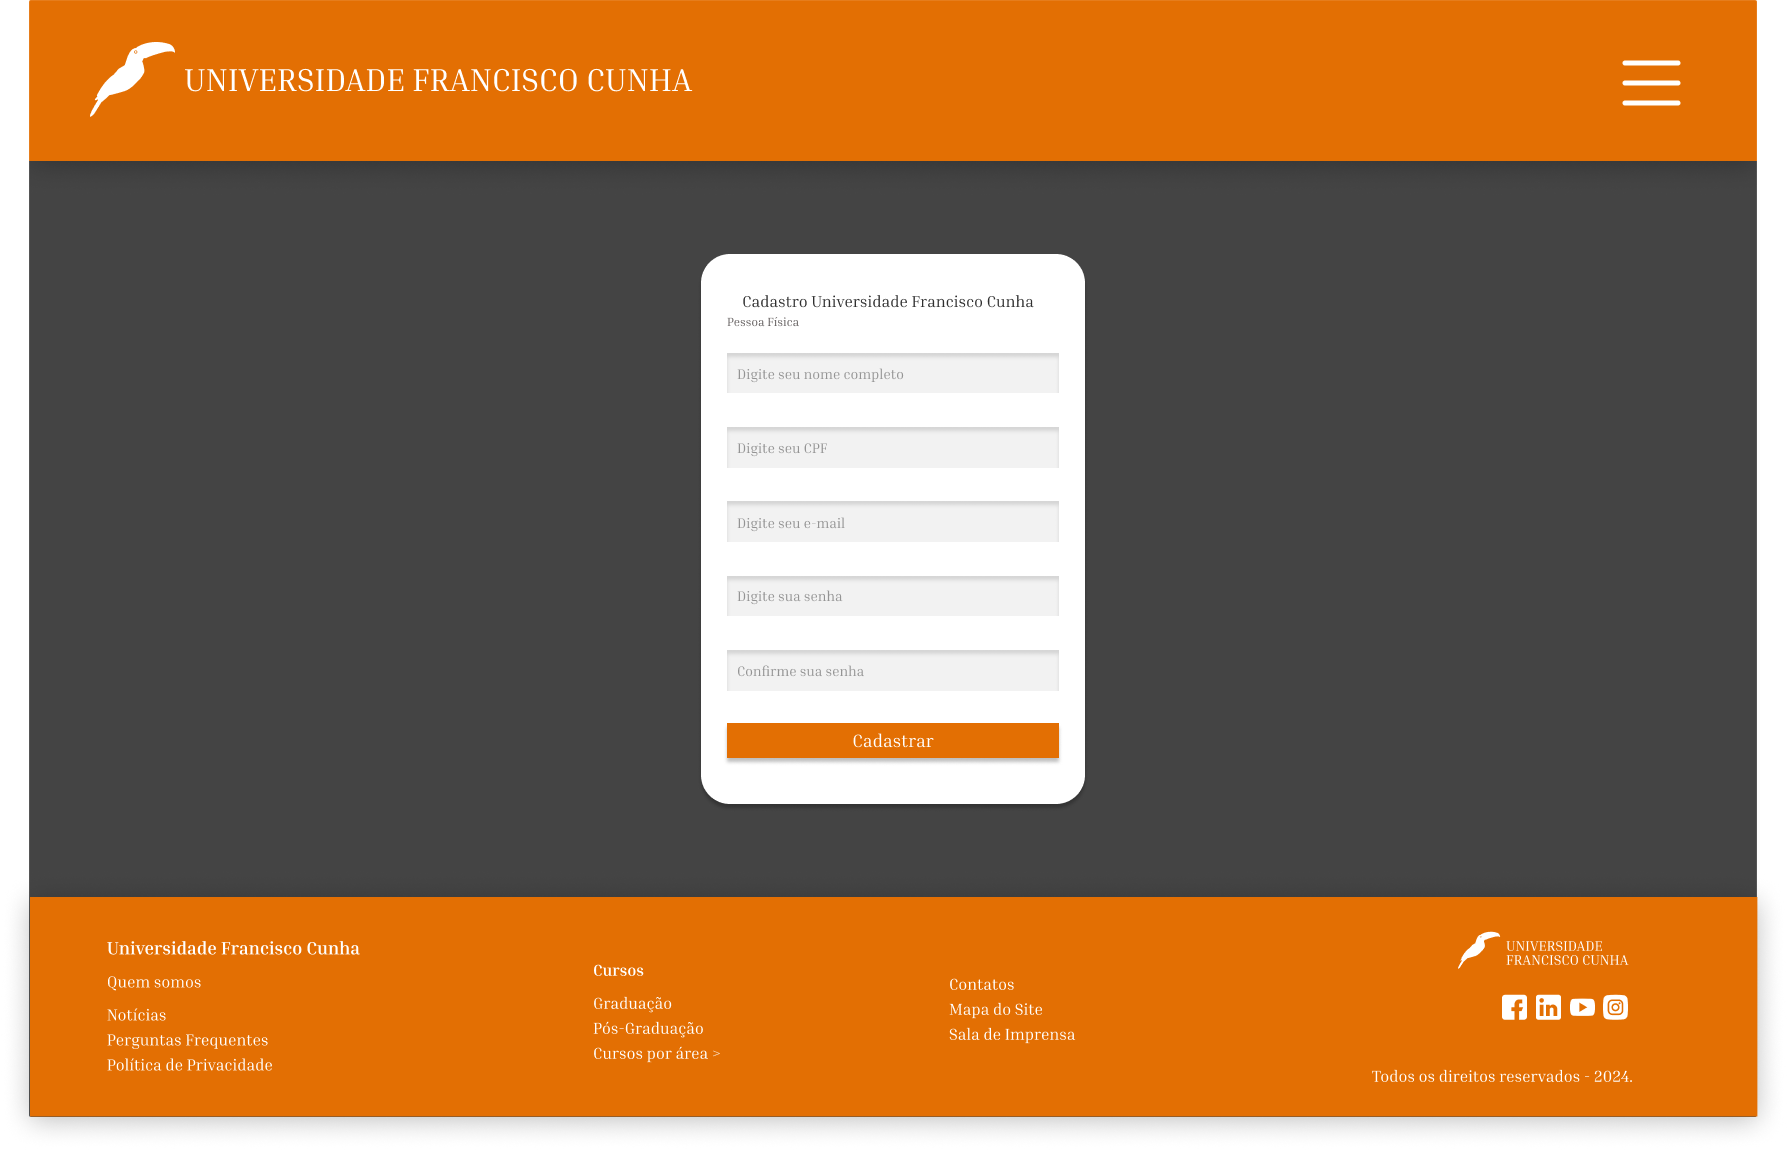 UNIVERSIDADE FRANCISCO CUNHA
Cadastro Universidade Francisco Cunha
Pessoa Física
Digite seu nome completo
Digite seu CPF
Digite seu e-mail
Digite sua senha
Confirme sua senha
Cadastrar
Universidade Francisco Cunha
Quem somos
Notícias
Perguntas Frequentes
Política de Privacidade
Cursos
Graduação
Pós-Graduação
Cursos por área >
Contatos
Mapa do Site
Sala de Imprensa
UNIVERSIDADE
FRANCISCO CUNHA
Todos os direitos reservados - 2024.